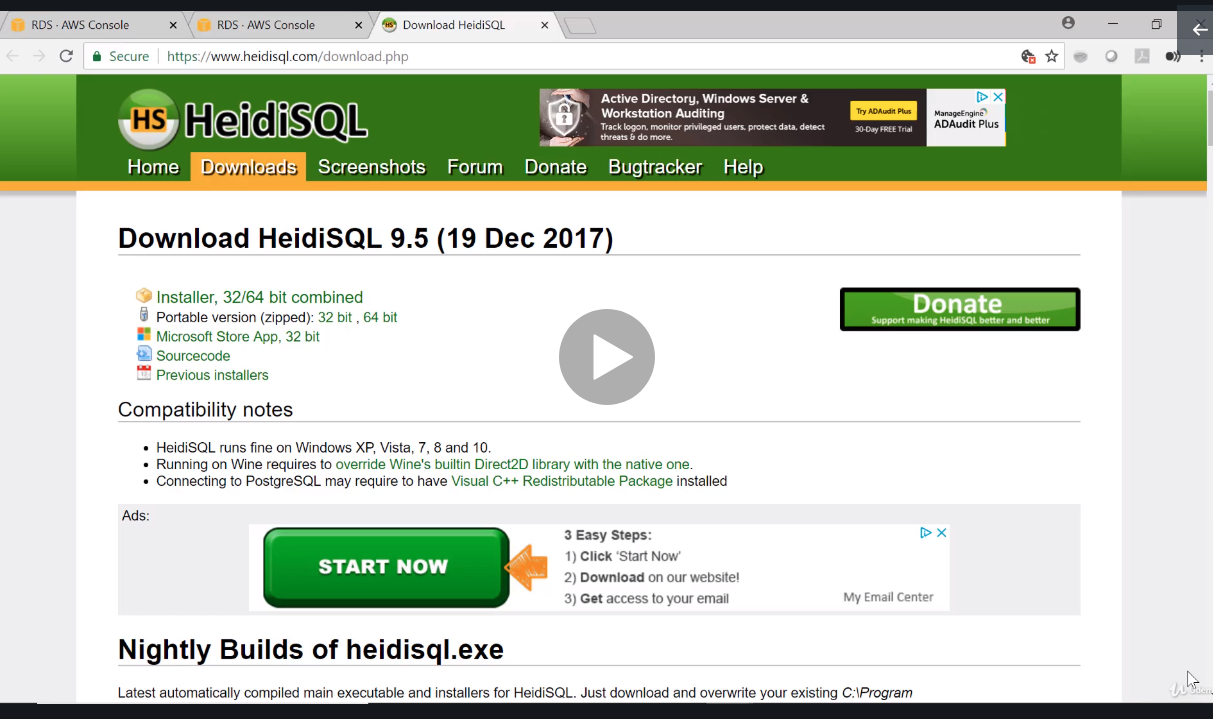 RDS · AWS Console
RDS · AWS Console
Download HeidiSQL
Secure
https://www.heidisql.com/download.php
HS HeidiSQL
Active Directory, Windows Server &
Workstation Auditing
Track logon, monitor privileged users, protect data, detect
threats & do more.
Try ADAudit Plus
30-Day FREE Trial
ManageEngine
ADAudit Plus
Home Downloads Screenshots Forum Donate Bugtracker Help
Download HeidiSQL 9.5 (19 Dec 2017)
Installer, 32/64 bit combined
Portable version (zipped): 32 bit , 64 bit
Microsoft Store App, 32 bit
Sourcecode
Previous installers
Donate
Support making HeidiSQL better and better
Compatibility notes
HeidiSQL runs fine on Windows XP, Vista, 7, 8 and 10.
Running on Wine requires to override Wine's builtin Direct2D library with the native one.
Connecting to PostgreSQL may require to have Visual C++ Redistributable Package installed
Ads:
START NOW
3 Easy Steps:
1) Click 'Start Now'
2) Download on our website!
3) Get access to your email
My Email Center
Nightly Builds of heidisql.exe
Latest automatically compiled main executable and installers for HeidiSQL. Just download and overwrite your existing C:\Program